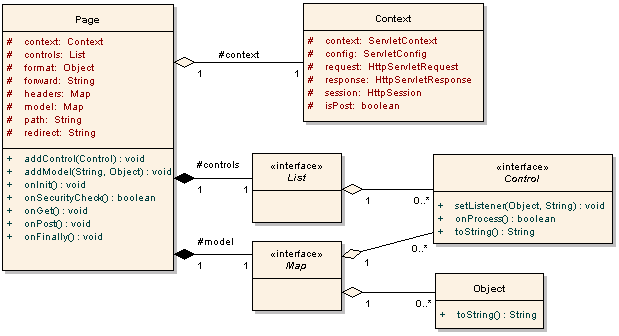 Page
# context: Context
# controls: List
# format: Object
# forward: String
# headers: Map
# model: Map
# path: String
# redirect: String
+ addControl(Control) : void
+ addModel(String, Object) : void
+ onInit() : void
+ onSecurityCheck() : boolean
+ onGet() : void
+ onPost() : void
+ onFinally() : void
#context
1 1
Context
# context: ServletContext
# config: ServletConfig
# request: HttpServletRequest
# response: HttpServletResponse
# session: HttpSession
# isPost: boolean
#controls
1 1
«interface»
List
1 0..*
«interface»
Control
+ setListener(Object, String) : void
+ onProcess() : boolean
+ toString() : String
#model
1 1
«interface»
Map
1 0..*
1 0..*
Object
+ toString() : String